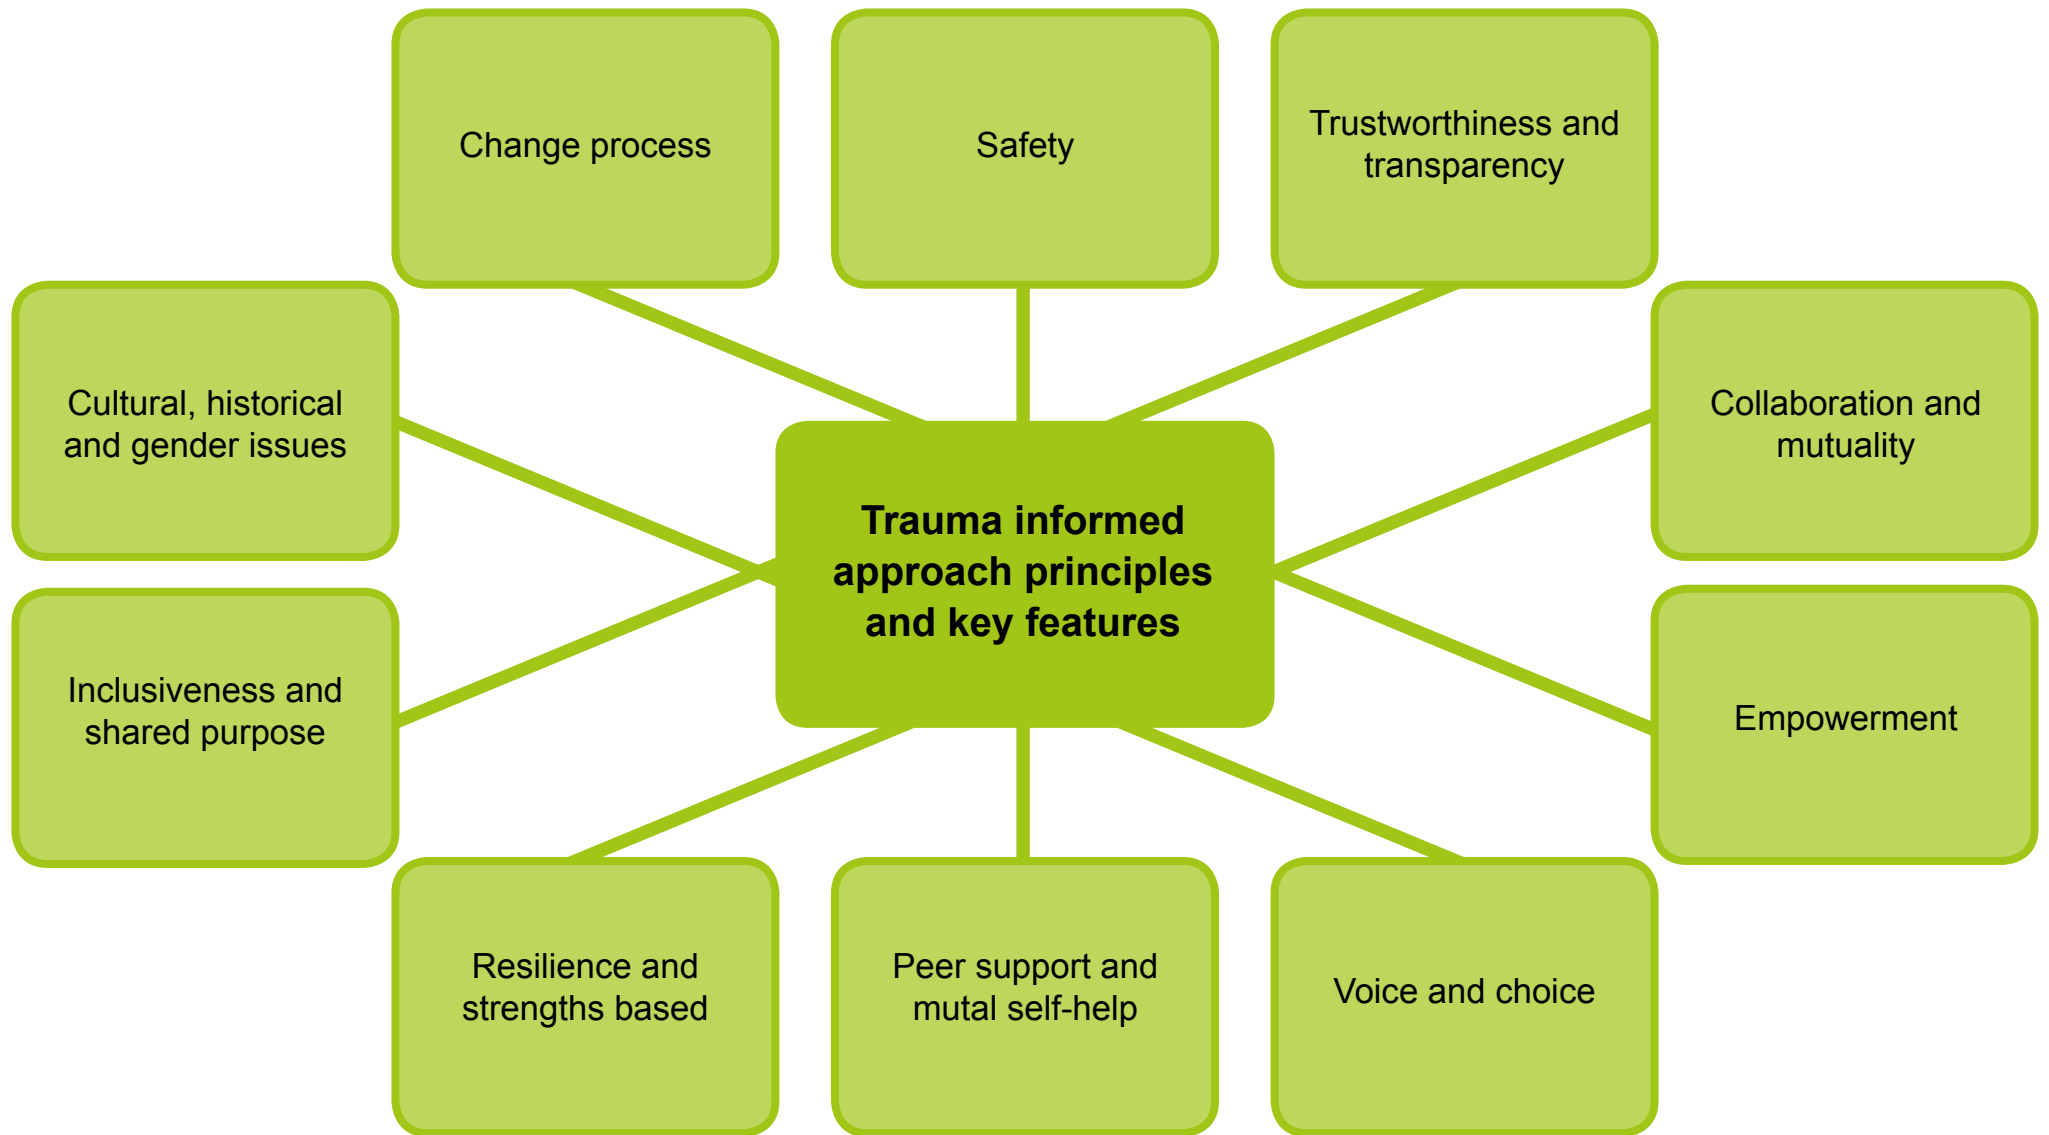 Change process
Safety
Trustworthiness and
transparency
Cultural, historical
and gender issues
Collaboration and
mutuality
Trauma informed
approach principles
and key features
Inclusiveness and
shared purpose
Empowerment
Resilience and
strengths based
Peer support and
mutal self-help
Voice and choice